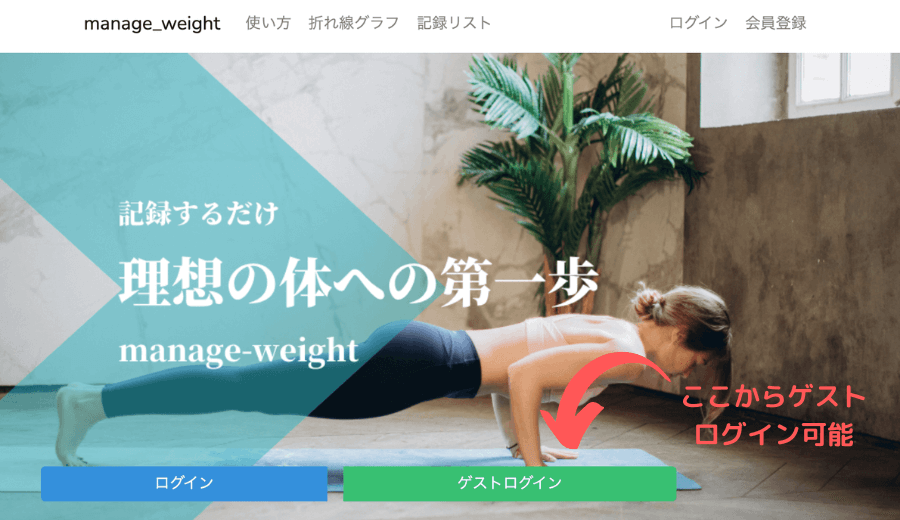 manage_weight 使い方 折れ線グラフ 記録リスト ログイン 会員登録
記録するだけ
理想の体への第一歩
manage-weight
ここからゲスト
ログイン可能
ログイン ゲストログイン